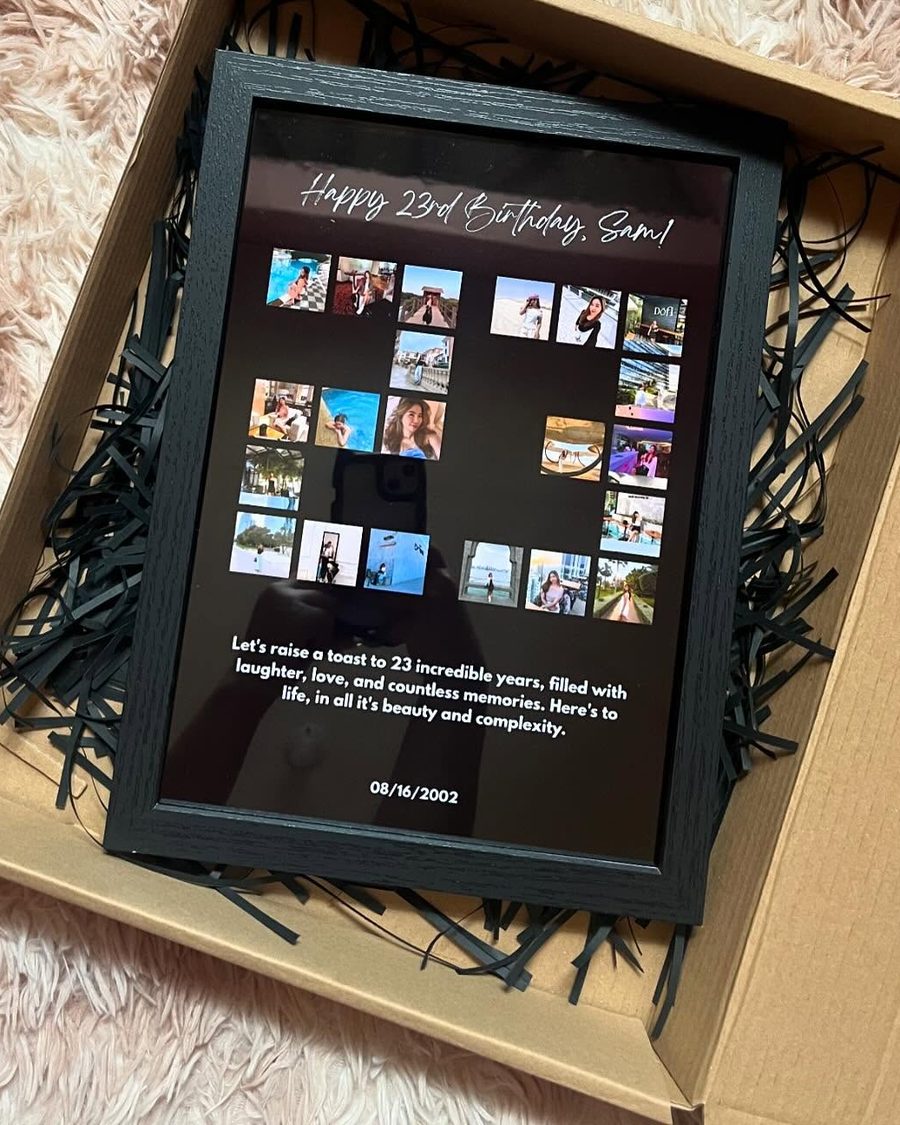 Happy 23rd Birthday, Sam!
DOfI
Let's raise a toast to 23 incredible years, filled with
laughter, love, and countless memories. Here's to
life, in all it's beauty and complexity.
08/16/2002